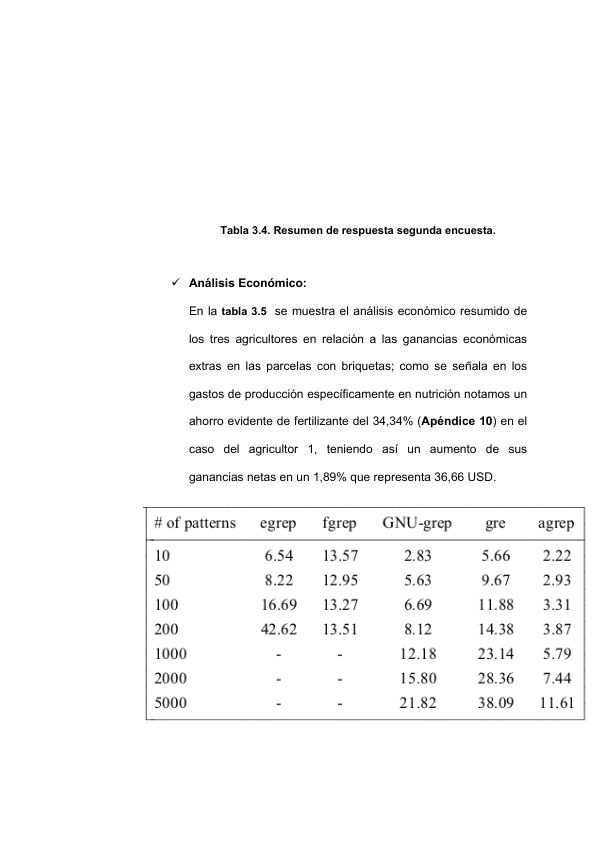 Tabla 3.4. Resumen de respuesta segunda encuesta.
✓ Análisis Económico:
En la tabla 3.5 se muestra el análisis económico resumido de
los tres agricultores en relación a las ganancias económicas
extras en las parcelas con briquetas; como se señala en los
gastos de producción específicamente en nutrición notamos un
ahorro evidente de fertilizante del 34,34% (Apéndice 10) en el
caso del agricultor 1, teniendo así un aumento de sus
ganancias netas en un 1,89% que representa 36,66 USD.
# of patterns egrep fgrep GNU-grep gre agrep
10 6.54 13.57 2.83 5.66 2.22
50 8.22 12.95 5.63 9.67 2.93
100 16.69 13.27 6.69 11.88 3.31
200 42.62 13.51 8.12 14.38 3.87
1000 - - 12.18 23.14 5.79
2000 - - 15.80 28.36 7.44
5000 - - 21.82 38.09 11.61